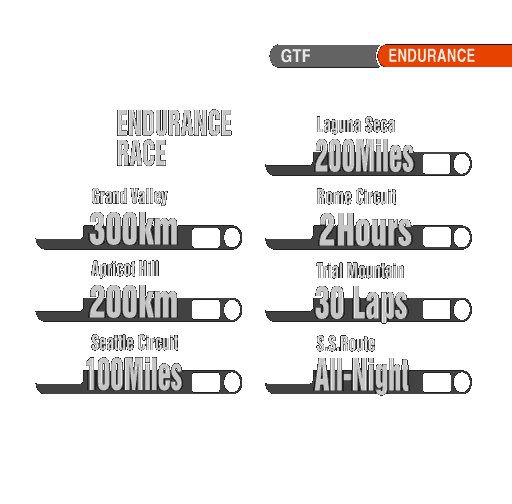 GTF ENDURANCE
ENDURANCE
RACE
Grand Valley
300km
Apricot Hill
200km
Seattle Circuit
100Miles
Laguna Seca
200Miles
Rome Circuit
2Hours
Trial Mountain
30 Laps
S.S.Route
All-Night